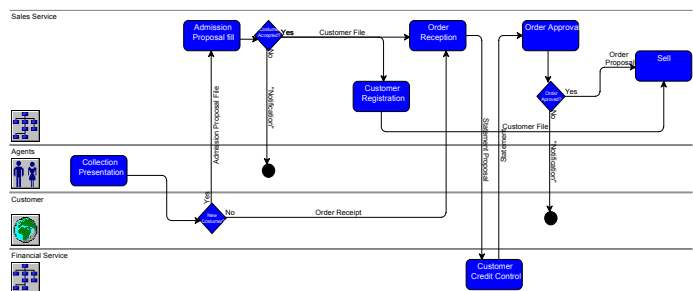 Sales Service
Admission
Proposal fill
Accepted?
Yes
Customer File
Order
Reception
Order Approval
Order
Proposal
Sell
No
"Notification"
Customer
Registration
Order
Aproved?
Yes
No
Customer File
"Notification"
Admission Proposal File
Statement Proposal
Statement
Agents
Collection
Presentation
Customer
Yes
New
Costumer?
No
Order Receipt
Financial Service
Customer
Credit Control